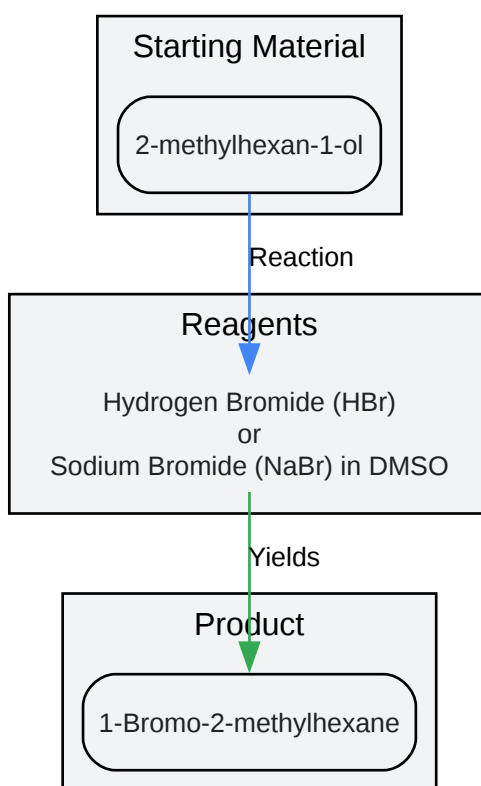 Starting Material
2-methylhexan-1-ol
Reaction
Reagents
Hydrogen Bromide (HBr)
or
Sodium Bromide (NaBr) in DMSO
Yields
Product
1-Bromo-2-methylhexane